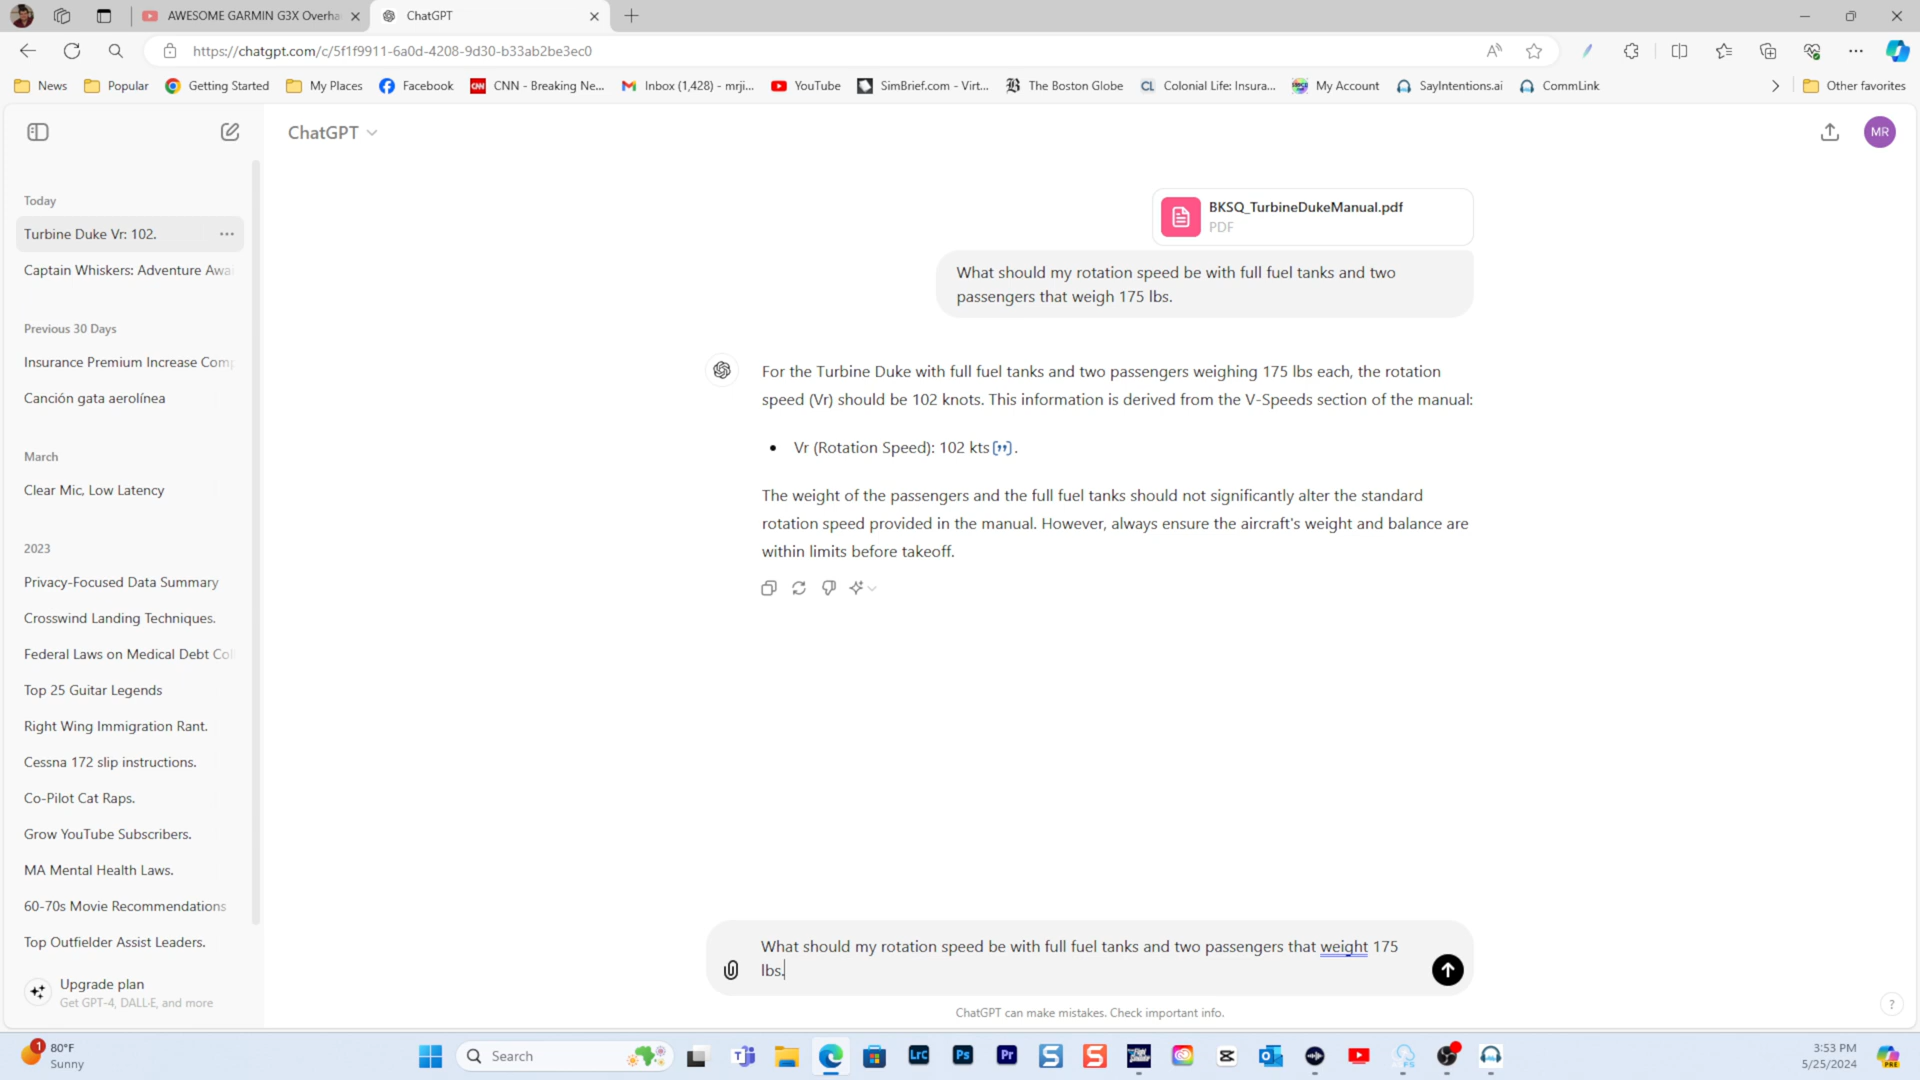 AWESOME GARMIN G3X Overha
ChatGPT
https://chatgpt.com/c/5f1f9911-6a0d-4208-9d30-b33ab2be3ec0
News
Popular
Getting Started
My Places
Facebook
CNN - Breaking Ne...
Inbox (1,428) - mrji...
YouTube
SimBrief.com - Virt...
The Boston Globe
CL Colonial Life: Insura...
My Account
SayIntentions.ai
CommLink
Other favorites
ChatGPT
MR
Today
Turbine Duke Vr: 102.
Captain Whiskers: Adventure Awa
Previous 30 Days
Insurance Premium Increase Comp
Canción gata aerolínea
March
Clear Mic, Low Latency
2023
Privacy-Focused Data Summary
Crosswind Landing Techniques.
Federal Laws on Medical Debt Col
Top 25 Guitar Legends
Right Wing Immigration Rant.
Cessna 172 slip instructions.
Co-Pilot Cat Raps.
Grow YouTube Subscribers.
MA Mental Health Laws.
60-70s Movie Recommendations
Top Outfielder Assist Leaders.
Upgrade plan
Get GPT-4, DALL·E, and more
BKSQ_TurbineDukeManual.pdf
PDF
What should my rotation speed be with full fuel tanks and two
passengers that weigh 175 lbs.
For the Turbine Duke with full fuel tanks and two passengers weighing 175 lbs each, the rotation
speed (Vr) should be 102 knots. This information is derived from the V-Speeds section of the manual:
• Vr (Rotation Speed): 102 kts[❞].
The weight of the passengers and the full fuel tanks should not significantly alter the standard
rotation speed provided in the manual. However, always ensure the aircraft's weight and balance are
within limits before takeoff.
What should my rotation speed be with full fuel tanks and two passengers that weight 175
lbs.
ChatGPT can make mistakes. Check important info.
?
1
80°F
Sunny
Search
LrC
Ps
Pr
3:53 PM
5/25/2024
PRE